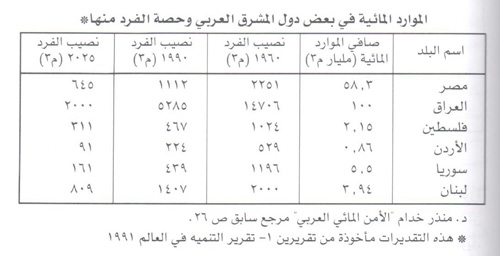 الموارد المائية في بعض دول المشرق العربي وحصة الفرد منها*
اسم البلد صافي الموارد المائية (مليار م٣) نصيب الفرد ١٩٦٠ (م٣) نصيب الفرد ١٩٩٠ (م٣) نصيب الفرد ٢٠٢٥ (م٣)
مصر ٥٨,٣ ٢٢٥١ ١١١٢ ٦٤٥
العراق ١٠٠ ١٤٧٠٦ ٥٢٨٥ ٢٠٠٠
فلسطين ٢,١٥ ١٠٢٤ ٤٦٧ ٣١١
الأردن ٠,٨٦ ٥٢٩ ٢٢٤ ٩١
سوريا ٥,٥ ١١٩٦ ٤٣٩ ١٦١
لبنان ٣,٩٤ ٢٠٠٠ ١٤٠٧ ٨٠٩
د. منذر خدام "الأمن المائي العربي" مرجع سابق ص ٢٦.
* هذه التقديرات مأخوذة من تقريرين ١- تقرير التنميه في العالم ١٩٩١